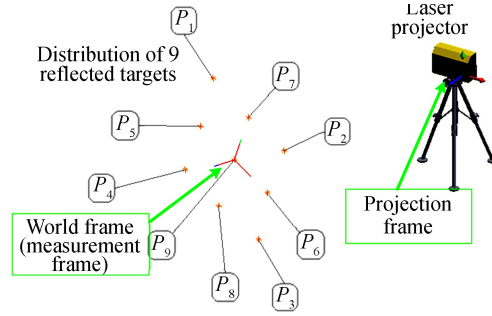 Laser
projector
P₁
Distribution of 9
reflected targets
P₇
P₅
P₂
P₄
World frame
(measurement
frame)
P₉
P₆
P₈
P₃
Projection
frame